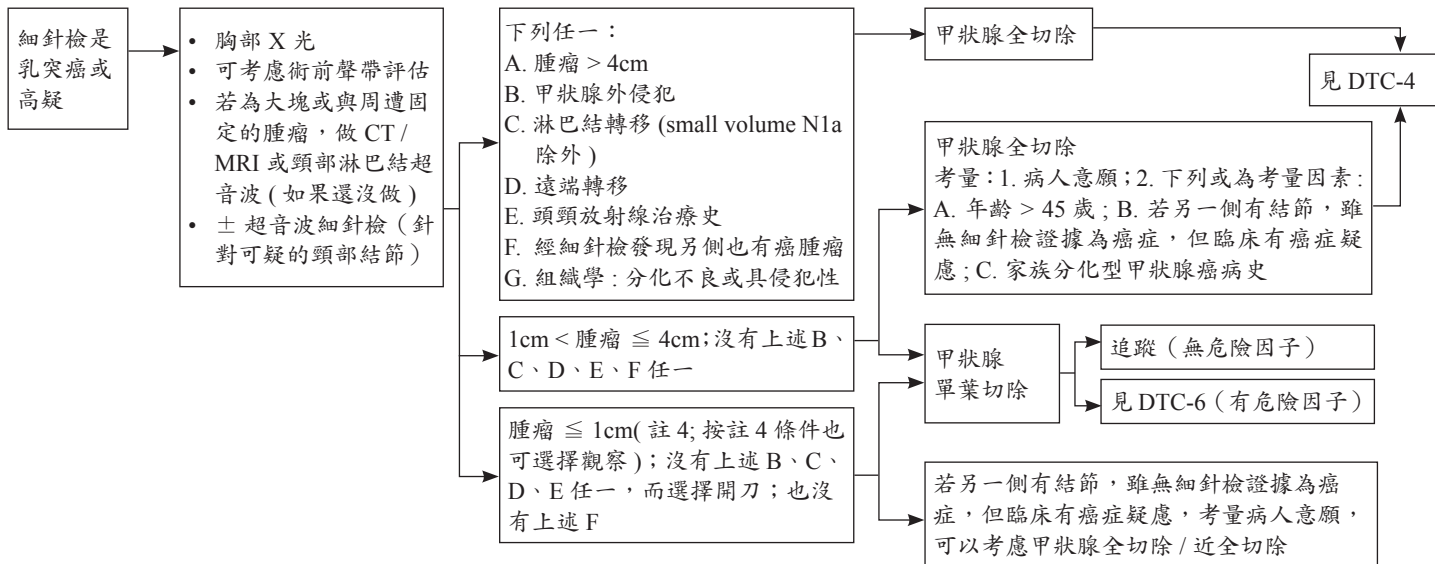 細針檢是
乳突癌或
高疑
• 胸部 X 光
• 可考慮術前聲帶評估
• 若為大塊或與周遭固
定的腫瘤，做 CT /
MRI 或頸部淋巴結超
音波 ( 如果還沒做 )
• ± 超音波細針檢（針
對可疑的頸部結節）
下列任一：
A. 腫瘤 > 4cm
B. 甲狀腺外侵犯
C. 淋巴結轉移 (small volume N1a
除外 )
D. 遠端轉移
E. 頭頸放射線治療史
F. 經細針檢發現另側也有癌腫瘤
G. 組織學 : 分化不良或具侵犯性
1cm < 腫瘤 ≦ 4cm；沒有上述 B、
C、D、E、F 任一
腫瘤 ≦ 1cm( 註 4; 按註 4 條件也
可選擇觀察 )；沒有上述 B、C、
D、E 任一，而選擇開刀；也沒
有上述 F
甲狀腺全切除
見 DTC-4
甲狀腺全切除
考量：1. 病人意願；2. 下列或為考量因素 :
A. 年齡 > 45 歲 ; B. 若另一側有結節，雖
無細針檢證據為癌症，但臨床有癌症疑
慮 ; C. 家族分化型甲狀腺癌病史
甲狀腺
單葉切除
追蹤（無危險因子）
見 DTC-6（有危險因子）
若另一側有結節，雖無細針檢證據為癌
症，但臨床有癌症疑慮，考量病人意願，
可以考慮甲狀腺全切除 / 近全切除